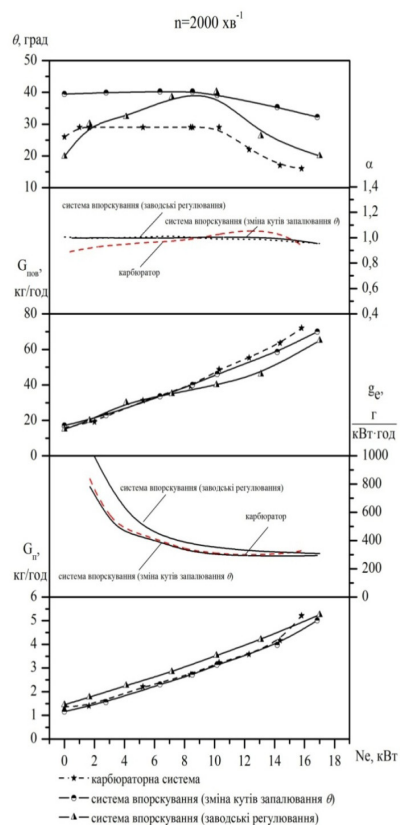 n=2000 хв⁻¹
θ, град
50
40
30
20
10
α
1,4
1,2
1,0
0,8
0,6
0,4
система впорскування (заводські регулювання)
система впорскування (зміна кутів запалювання θ)
карбюратор
Gпов,
кг/год
80
60
40
20
0
gе,
г
кВт·год
1000
800
600
400
200
0
система впорскування (заводські регулювання)
карбюратор
система впорскування (зміна кутів запалювання θ)
Gп,
кг/год
6
5
4
3
2
1
0
0 2 4 6 8 10 12 14 16 18
Ne, кВт
карбюраторна система
система впорскування (зміна кутів запалювання θ)
система впорскування (заводські регулювання)